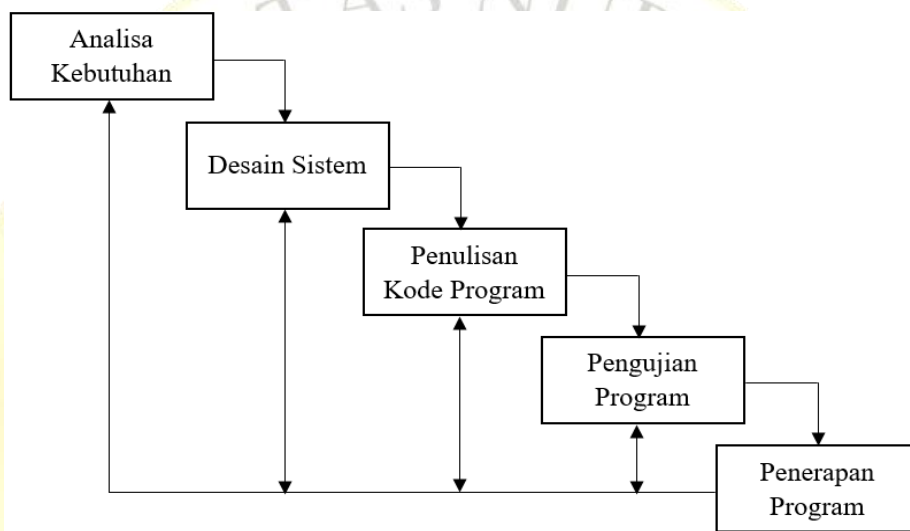 Analisa
Kebutuhan
Desain Sistem
Penulisan
Kode Program
Pengujian
Program
Penerapan
Program